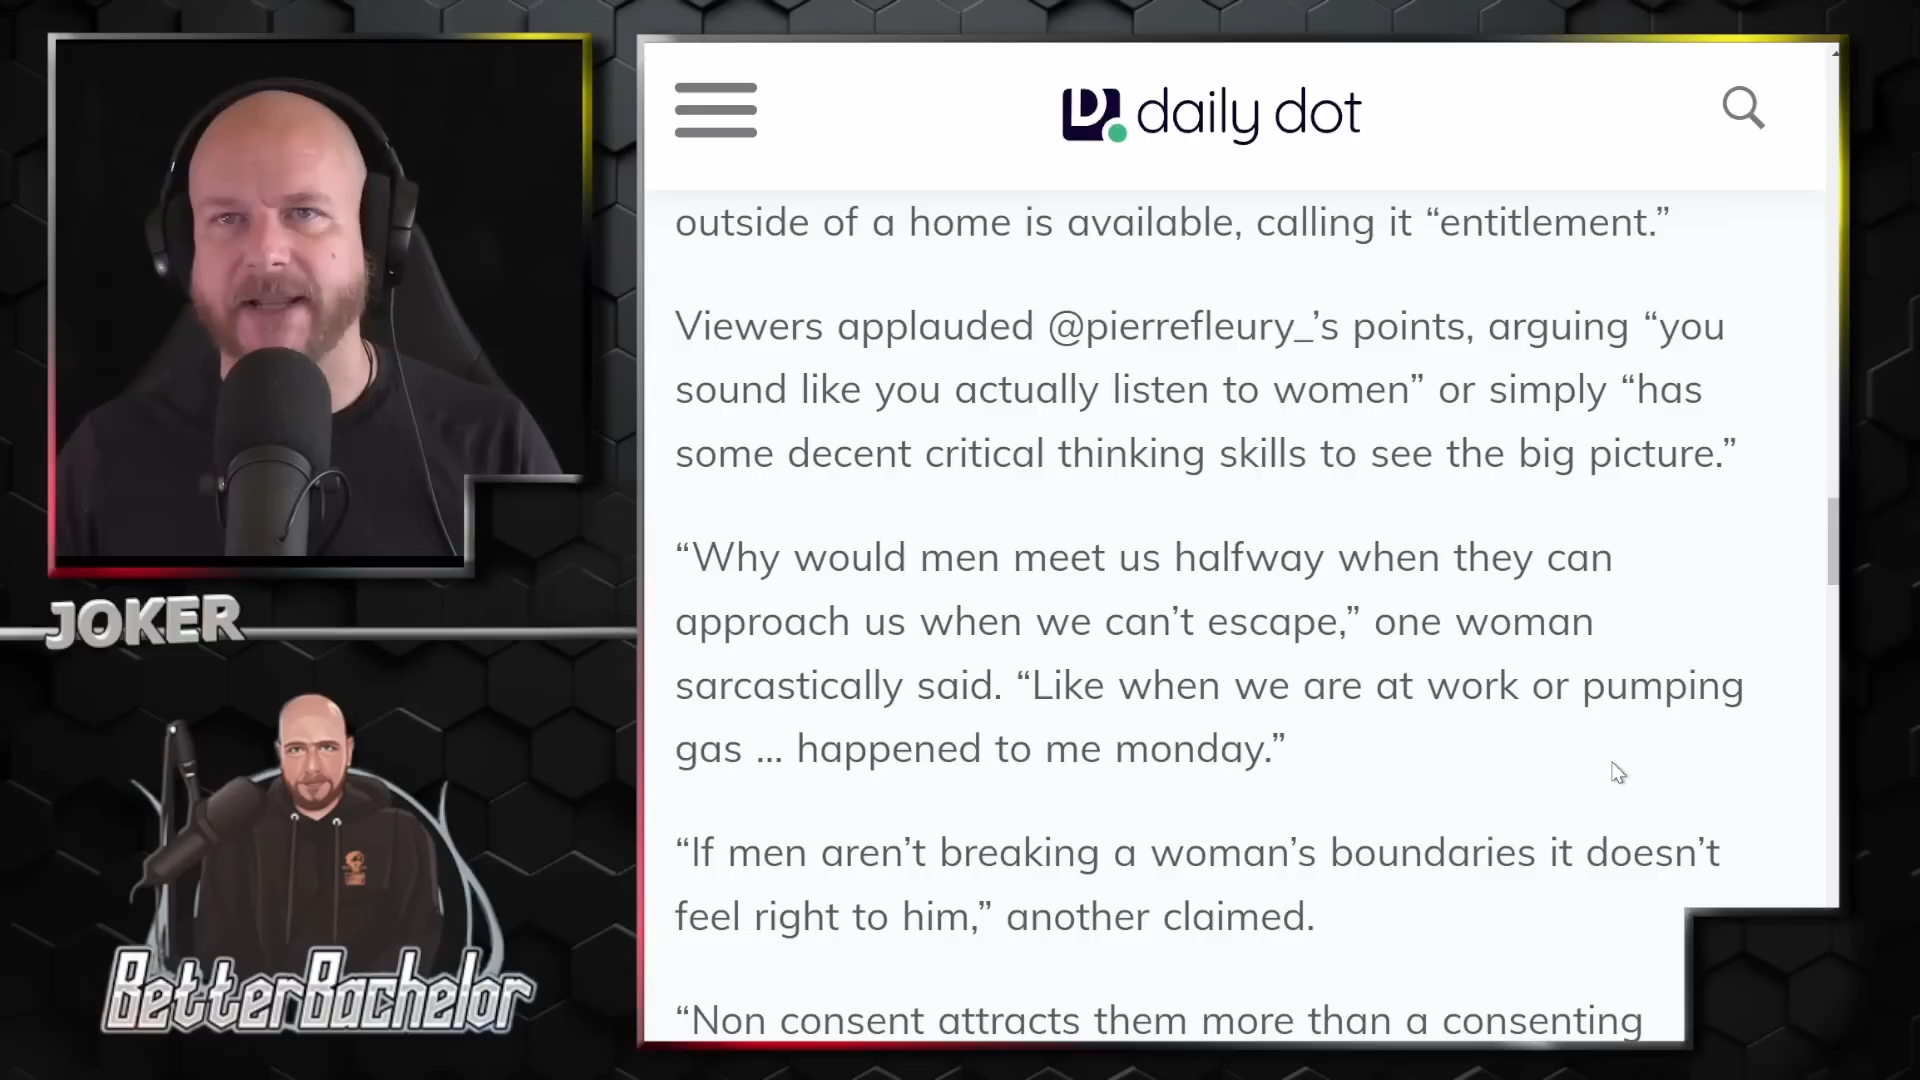 daily dot
outside of a home is available, calling it “entitlement.”
Viewers applauded @pierrefleury_’s points, arguing “you
sound like you actually listen to women” or simply “has
some decent critical thinking skills to see the big picture.”
“Why would men meet us halfway when they can
approach us when we can’t escape,” one woman
sarcastically said. “Like when we are at work or pumping
gas ... happened to me monday.”
“If men aren’t breaking a woman’s boundaries it doesn’t
feel right to him,” another claimed.
“Non consent attracts them more than a consenting
JOKER
BetterBachelor